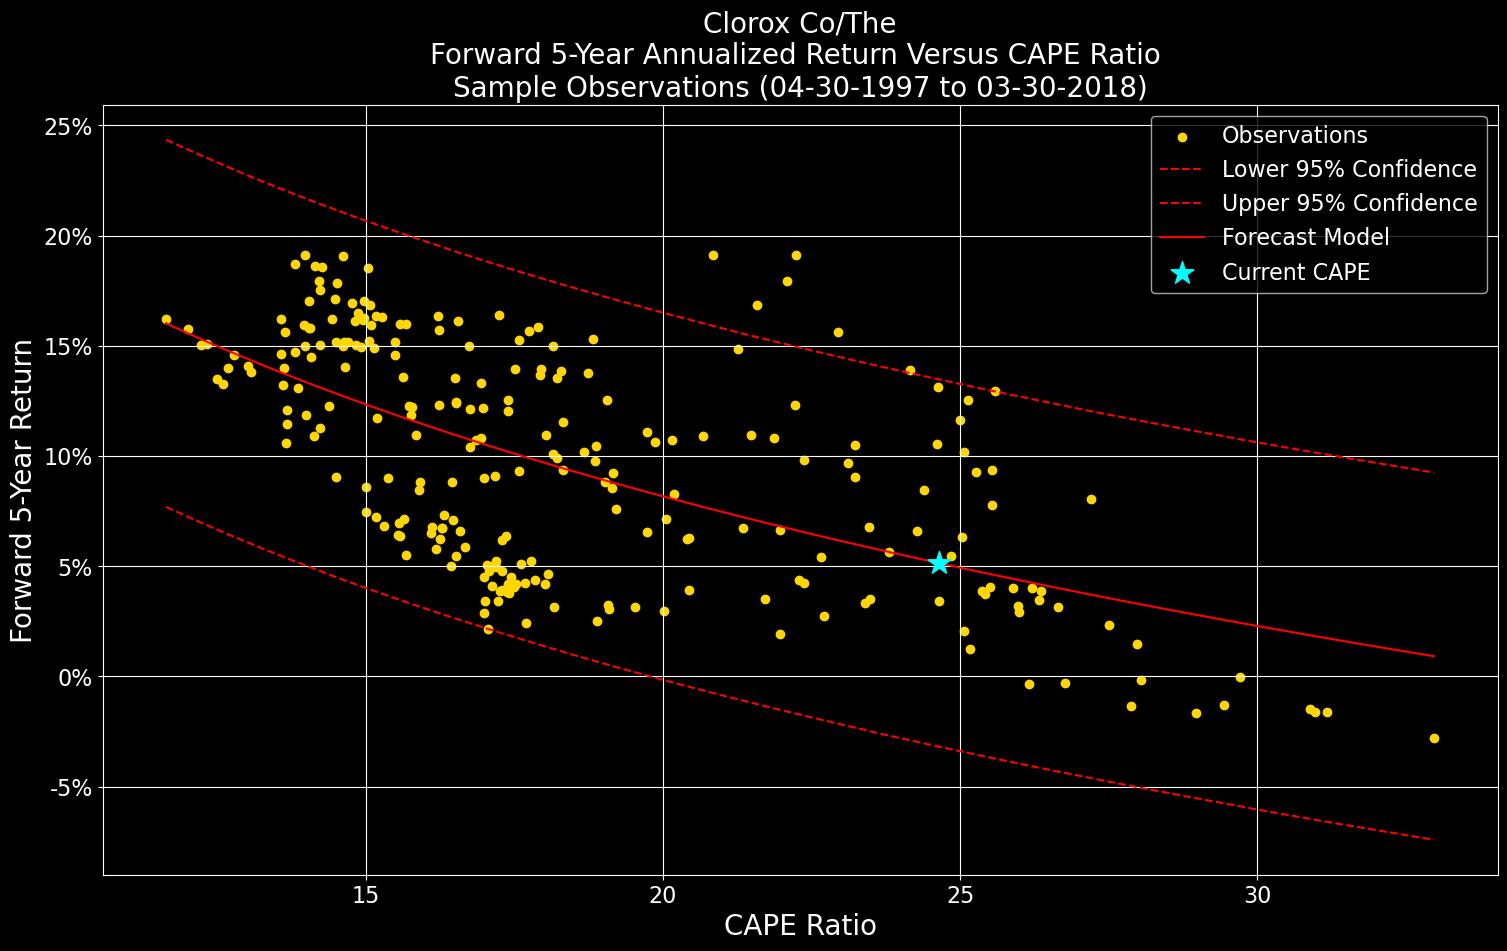 Clorox Co/The
Forward 5-Year Annualized Return Versus CAPE Ratio
Sample Observations (04-30-1997 to 03-30-2018)
Forward 5-Year Return
25%
20%
15%
10%
5%
0%
-5%
Observations
Lower 95% Confidence
Upper 95% Confidence
Forecast Model
Current CAPE
15
20
25
30
CAPE Ratio